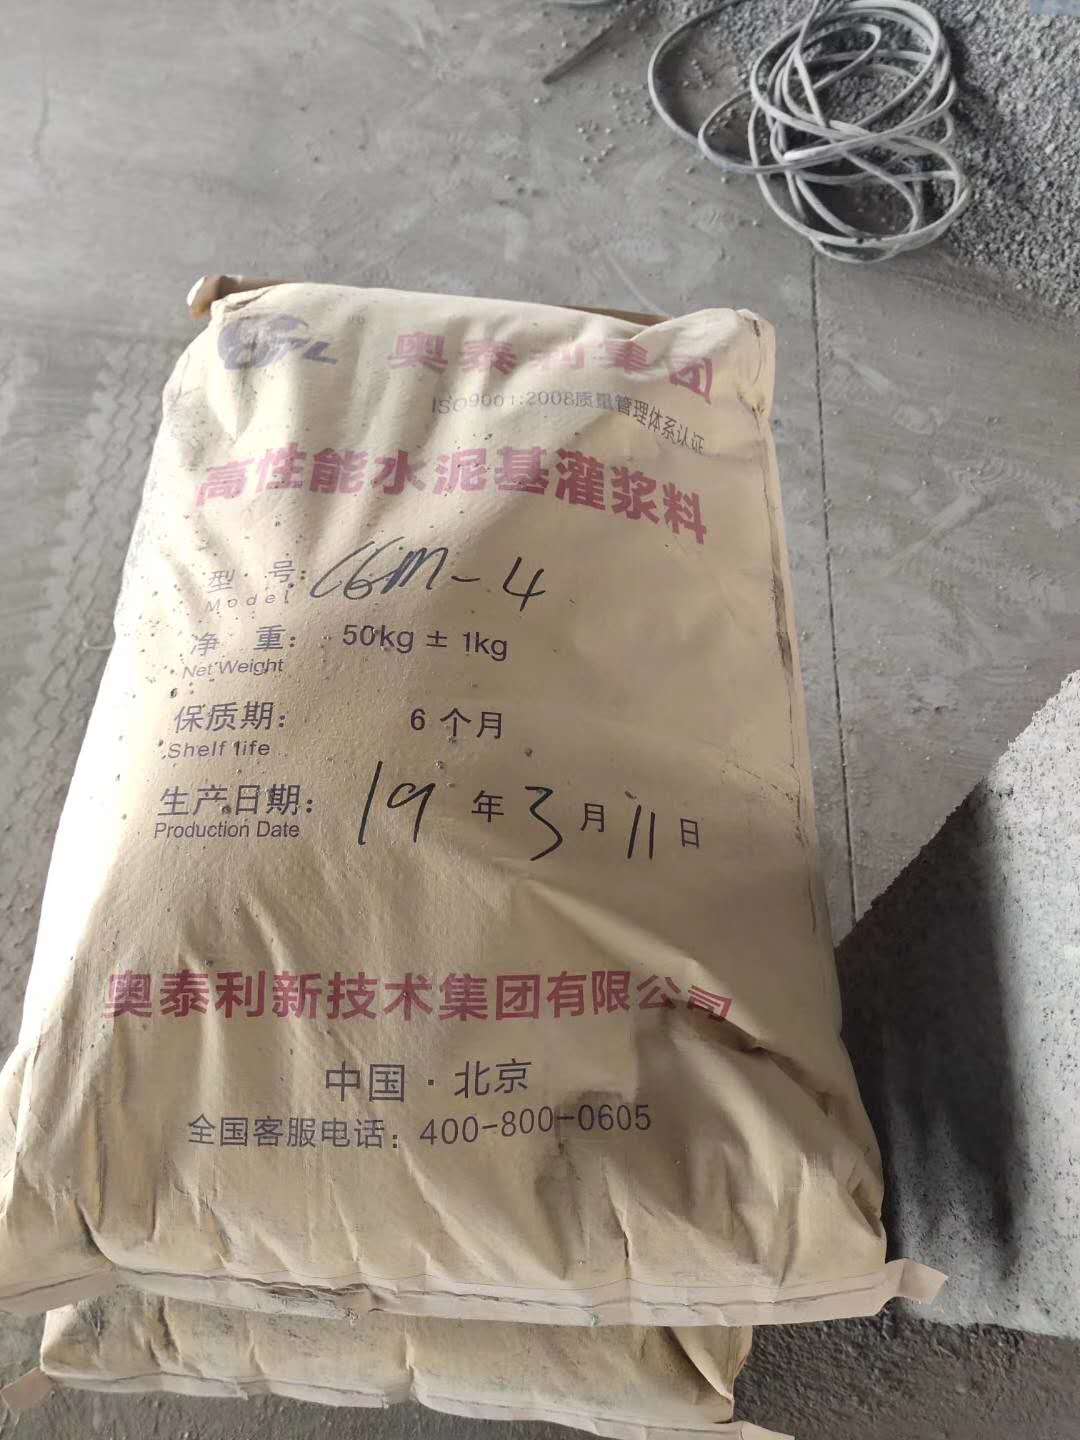 奥泰利集团
ISO9001:2008质量管理体系认证
高性能水泥基灌浆料
型 号: CGM-4
Model
净 重: 50kg ± 1kg
Net Weight
保质期: 6个月
Shelf life
生产日期: 19年3月11日
Production Date
奥泰利新技术集团有限公司
中国·北京
全国客服电话: 400-800-0605